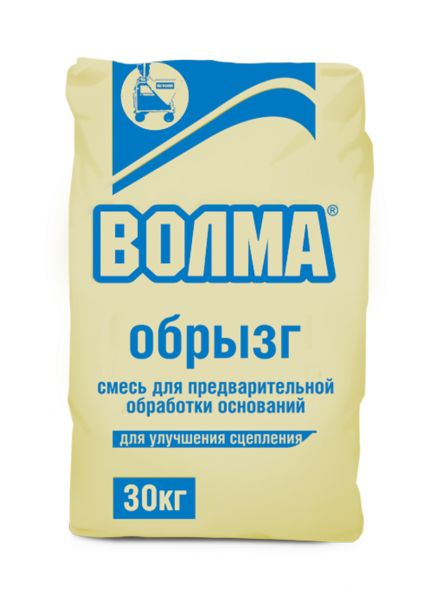 ВОЛМА®
обрызг
смесь для предварительной
обработки оснований
для улучшения сцепления
30кг